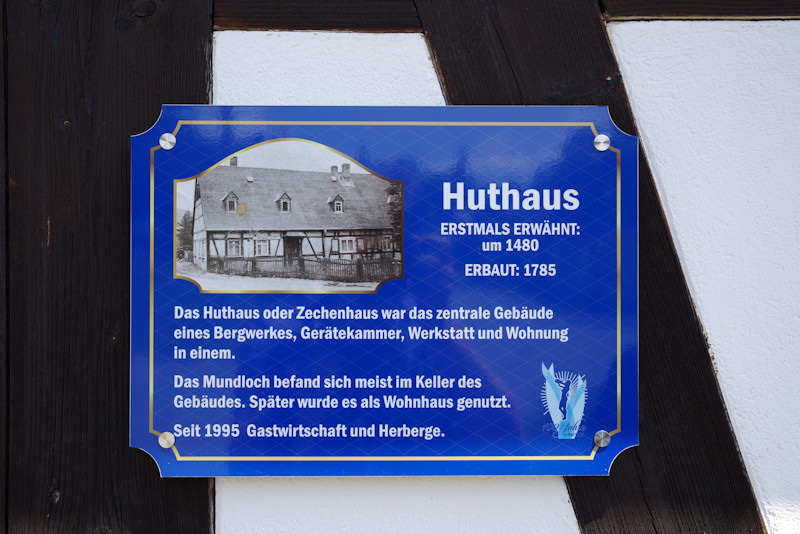 Huthaus
ERSTMALS ERWÄHNT:
um 1480
ERBAUT: 1785
Das Huthaus oder Zechenhaus war das zentrale Gebäude
eines Bergwerkes, Gerätekammer, Werkstatt und Wohnung
in einem.
Das Mundloch befand sich meist im Keller des
Gebäudes. Später wurde es als Wohnhaus genutzt.
Seit 1995 Gastwirtschaft und Herberge.